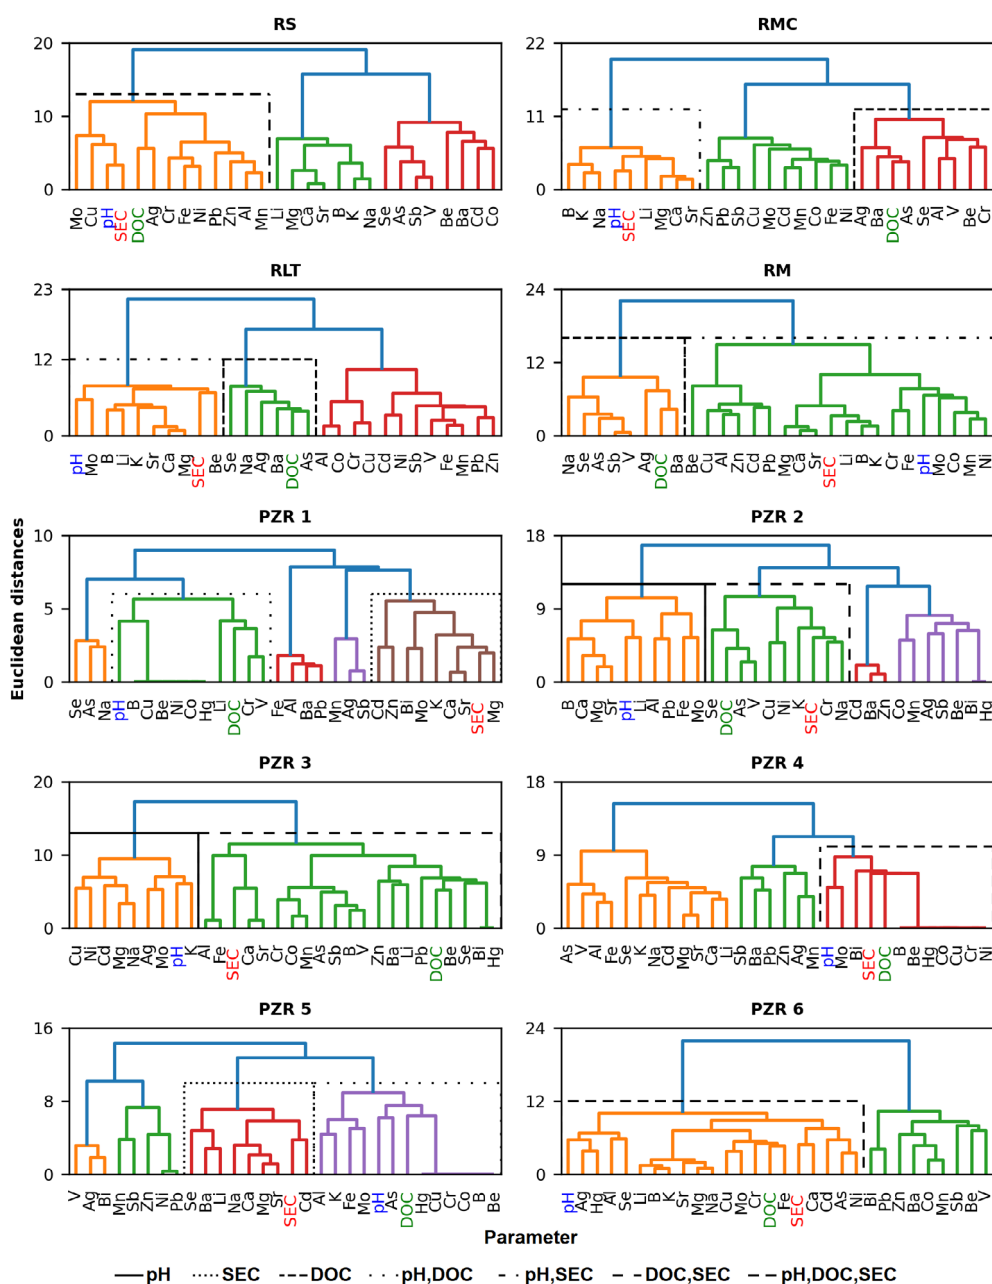 RS
20
10
0
Mo Cu pH SEC DOC Ag Cr Fe Ni Pb Zn Al Mn Li Mg Ca Sr B K Na Se As Sb V Be Ba Cd Co
RMC
22
11
0
B K Na pH SEC Li Mg Ca Sr Zn Pb Sb Cu Mo Cd Mn Co Fe Ni Ag Ba DOC As Se Al V Be Cr
RLT
23
12
0
pH Mo B Li K Sr Ca Mg SEC Be Se Na Ag Ba DOC As Al Co Cr Cu Cd Ni Sb V Fe Mn Pb Zn
RM
24
12
0
Na Se As Sb V Ag DOC Ba Be Cu Al Zn Cd Pb Mg Ca Sr SEC Li B K Cr Fe pH Mo Co Mn Ni
Euclidean distances
PZR 1
10
5
0
Se As Na pH B Cu Be Ni Co Hg Li DOC Cr V Fe Al Ba Pb Mn Ag Sb Cd Zn Bi Mo K Ca Sr SEC Mg
PZR 2
18
9
0
B Ca Mg Sr pH Li Al Pb Fe Mo Se DOC As V Cu Ni K SEC Cr Na Cd Ba Zn Co Mn Ag Sb Be Bi Hg
PZR 3
20
10
0
Cu Ni Cd Mg Na Ag Mo pH K Al Fe SEC Ca Sr Cr Co Mn As Sb B V Zn Ba Li Pb DOC Be Se Bi Hg
PZR 4
18
9
0
As V Al Fe Se K Na Cd Mg Sr Ca Li Sb Ba Pb Zn Ag Mn pH Mo Bi SEC DOC B Be Hg Co Cu Cr Ni
PZR 5
16
8
0
V Ag Bi Mn Sb Zn Ni Pb Se Ba Li Na Ca Mg Sr SEC Cd Al K Fe Mo pH As DOC Hg Cu Cr Co B Be
PZR 6
24
12
0
pH Ag Hg Al Se Li B K Sr Mg Na Cu Mo Cr DOC Fe SEC Ca Cd As Ni Bi Pb Zn Ba Co Mn Sb Be V
Parameter
pH SEC DOC pH,DOC pH,SEC DOC,SEC pH,DOC,SEC